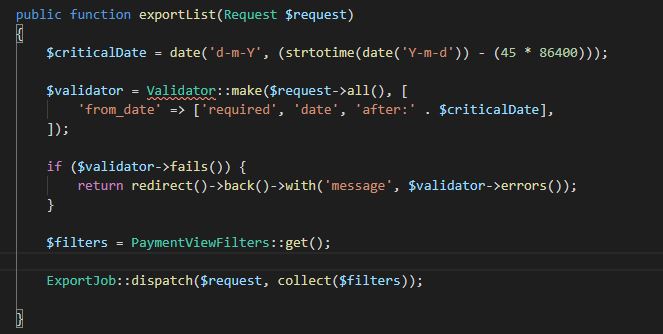 public function exportList(Request $request)
{
$criticalDate = date('d-m-Y', (strtotime(date('Y-m-d')) - (45 * 86400)));
$validator = Validator::make($request->all(), [
'from_date' => ['required', 'date', 'after:' . $criticalDate],
]);
if ($validator->fails()) {
return redirect()->back()->with('message', $validator->errors());
}
$filters = PaymentViewFilters::get();
ExportJob::dispatch($request, collect($filters));
}